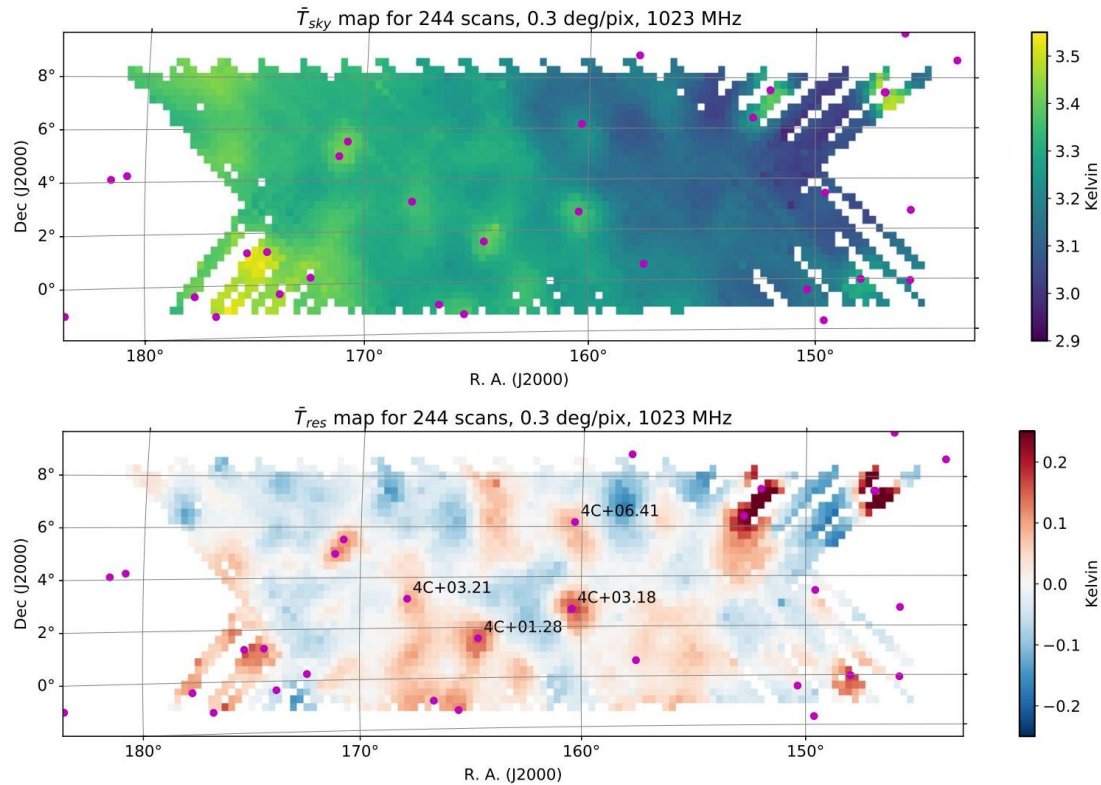 T̄sky map for 244 scans, 0.3 deg/pix, 1023 MHz
8°
6°
4°
2°
0°
Dec (J2000)
180°
170°
160°
150°
R. A. (J2000)
3.5
3.4
3.3
3.2
3.1
3.0
2.9
Kelvin
T̄res map for 244 scans, 0.3 deg/pix, 1023 MHz
8°
6°
4°
2°
0°
Dec (J2000)
4C+06.41
4C+03.21
4C+03.18
4C+01.28
180°
170°
160°
150°
R. A. (J2000)
0.2
0.1
0.0
−0.1
−0.2
Kelvin